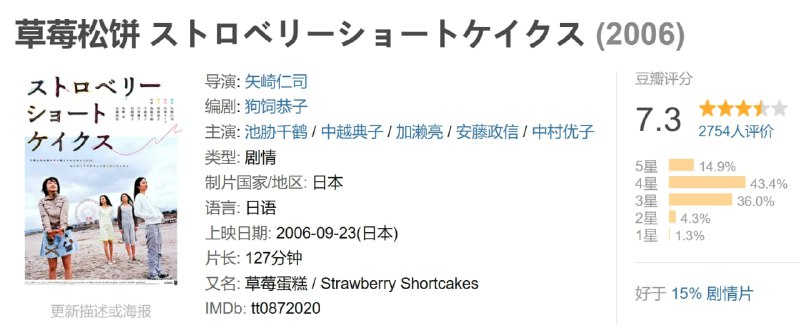 草莓松饼 ストロベリーショートケイクス (2006)
ストロベリー
ショート
ケイクス
更新描述或海报
导演: 矢崎仁司
编剧: 狗饲恭子
主演: 池胁千鹤 / 中越典子 / 加濑亮 / 安藤政信 / 中村优子
类型: 剧情
制片国家/地区: 日本
语言: 日语
上映日期: 2006-09-23(日本)
片长: 127分钟
又名: 草莓蛋糕 / Strawberry Shortcakes
IMDb: tt0872020
豆瓣评分
7.3
2754人评价
5星 14.9%
4星 43.4%
3星 36.0%
2星 4.3%
1星 1.3%
好于 15% 剧情片